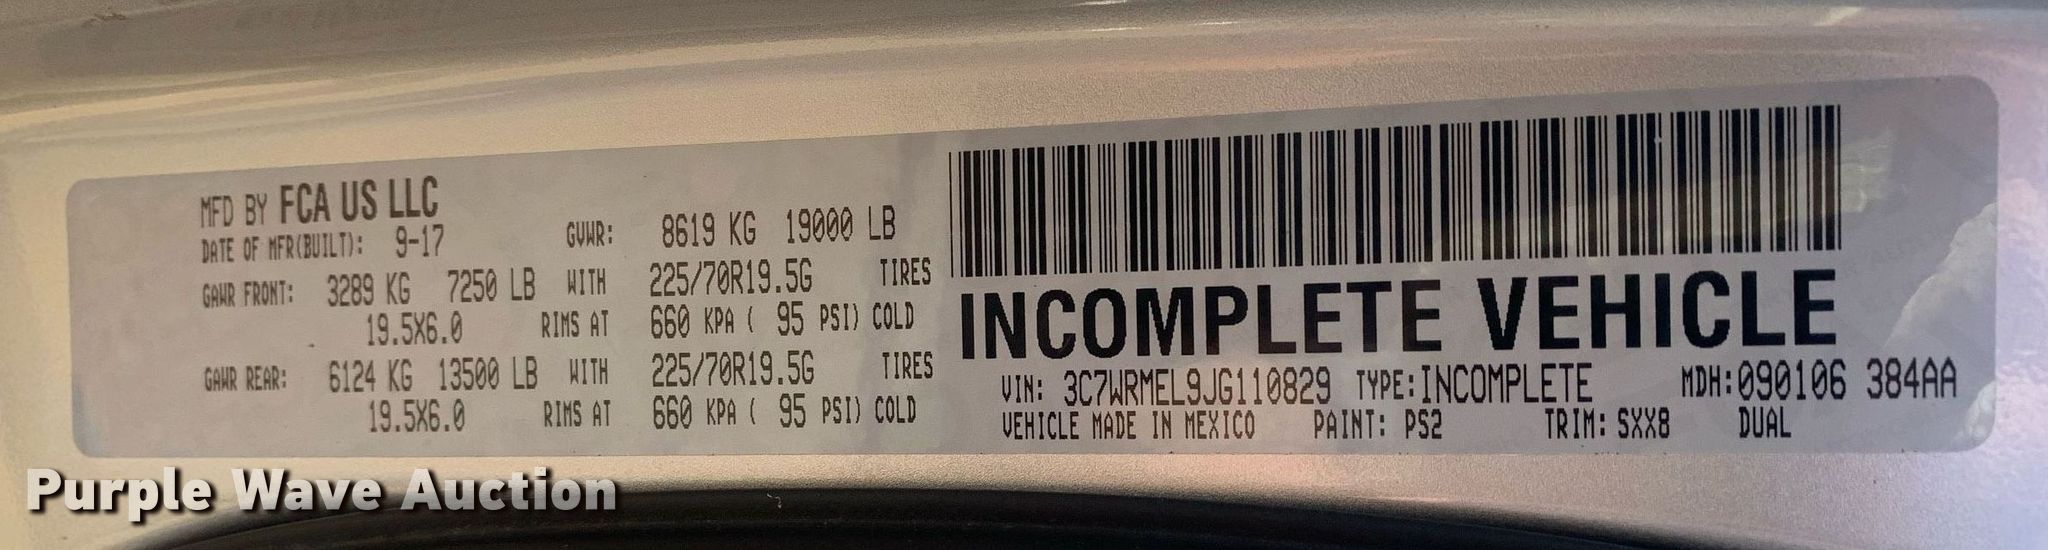 MFD BY FCA US LLC
DATE OF MFR(BUILT): 9-17 GVWR: 8619 KG 19000 LB
GAWR FRONT: 3289 KG 7250 LB WITH 225/70R19.5G TIRES
19.5X6.0 RIMS AT 660 KPA ( 95 PSI) COLD
GAWR REAR: 6124 KG 13500 LB WITH 225/70R19.5G TIRES
19.5X6.0 RIMS AT 660 KPA ( 95 PSI) COLD
INCOMPLETE VEHICLE
VIN: 3C7WRMEL9JG110829 TYPE:INCOMPLETE MDH:090106 384AA
VEHICLE MADE IN MEXICO PAINT: PS2 TRIM: SXX8 DUAL
Purple Wave Auction